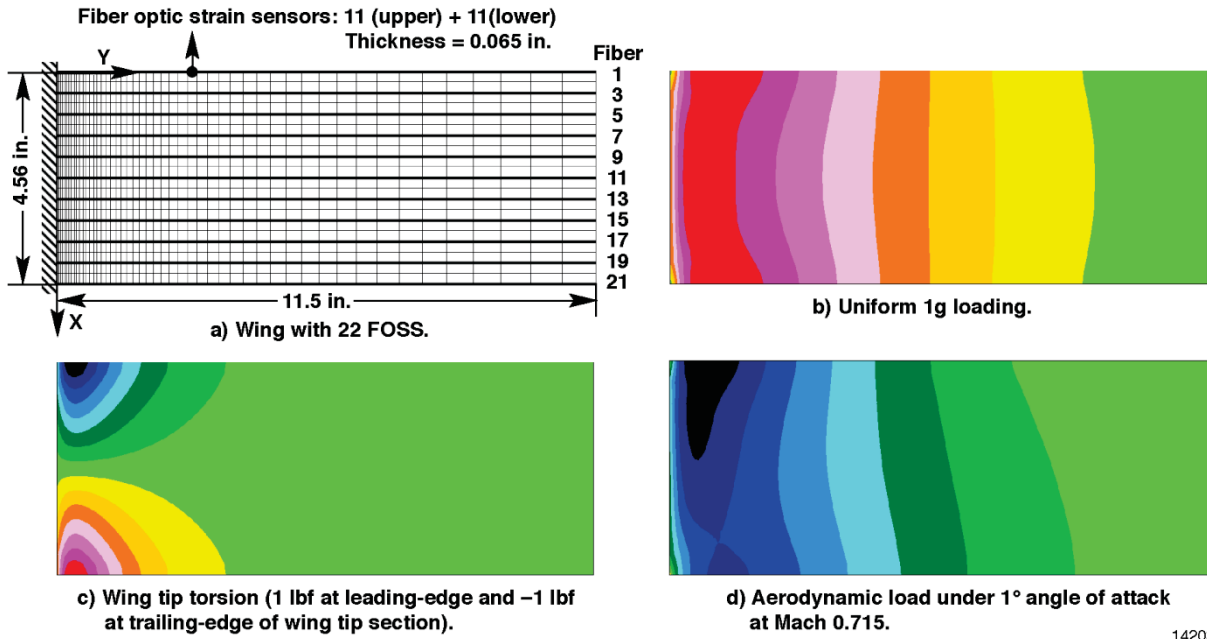 Fiber optic strain sensors: 11 (upper) + 11(lower)
Thickness = 0.065 in.
Fiber
Y
1
3
5
7
9
11
13
15
17
19
21
4.56 in.
11.5 in.
X
a) Wing with 22 FOSS.
b) Uniform 1g loading.
c) Wing tip torsion (1 lbf at leading-edge and –1 lbf
at trailing-edge of wing tip section).
d) Aerodynamic load under 1° angle of attack
at Mach 0.715.
1420